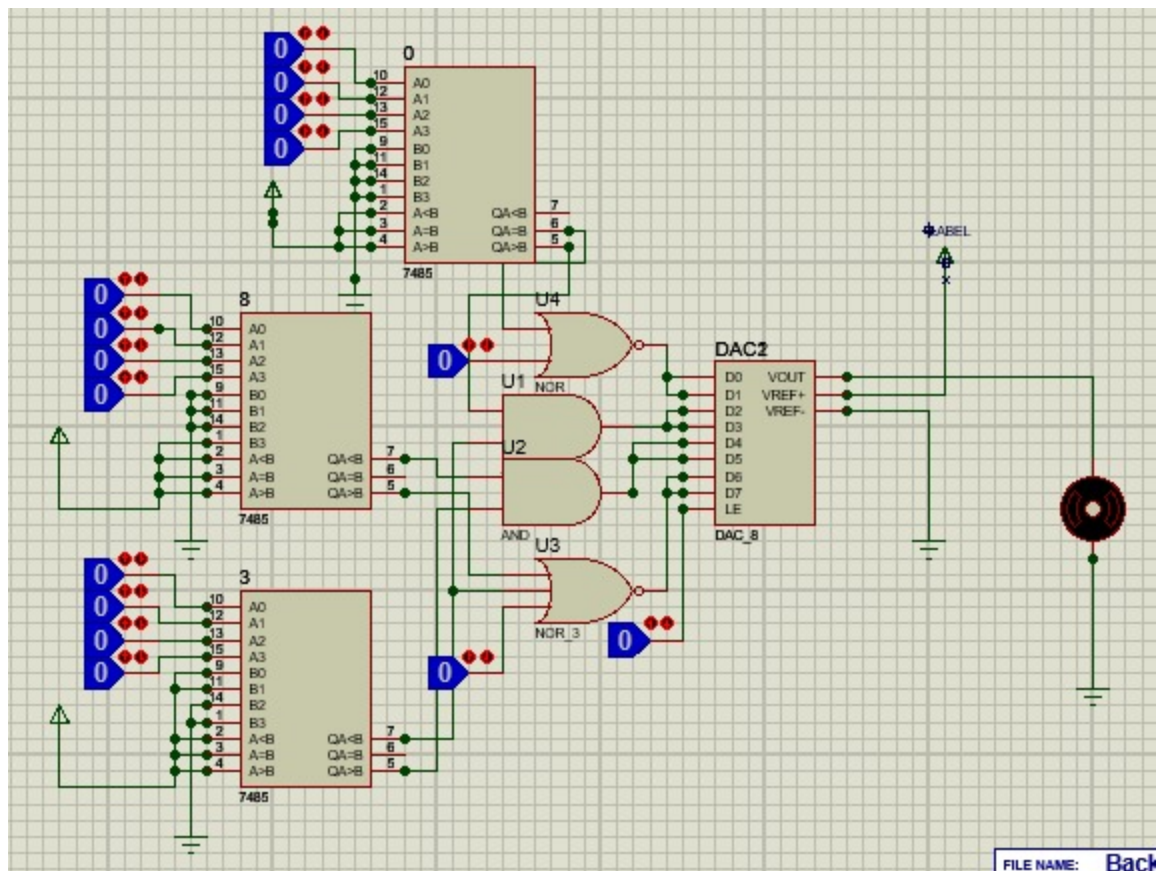 0
0
0
0
0
10 A0
12 A1
13 A2
15 A3
9 B0
11 B1
14 B2
1 B3
2 A<B QA<B 7
3 A=B QA=B 6
4 A>B QA>B 5
7485
LABEL
0
0
0
0
8
10 A0
12 A1
13 A2
15 A3
9 B0
11 B1
14 B2
1 B3
2 A<B QA<B 7
3 A=B QA=B 6
4 A>B QA>B 5
7485
U4
0
NOR
U1
U2
AND
U3
NOR_3
0
0
DAC2
D0 VOUT
D1 VREF+
D2 VREF-
D3
D4
D5
D6
D7
LE
DAC_8
0
0
0
0
3
10 A0
12 A1
13 A2
15 A3
9 B0
11 B1
14 B2
1 B3
2 A<B QA<B 7
3 A=B QA=B 6
4 A>B QA>B 5
7485
FILE NAME: Back